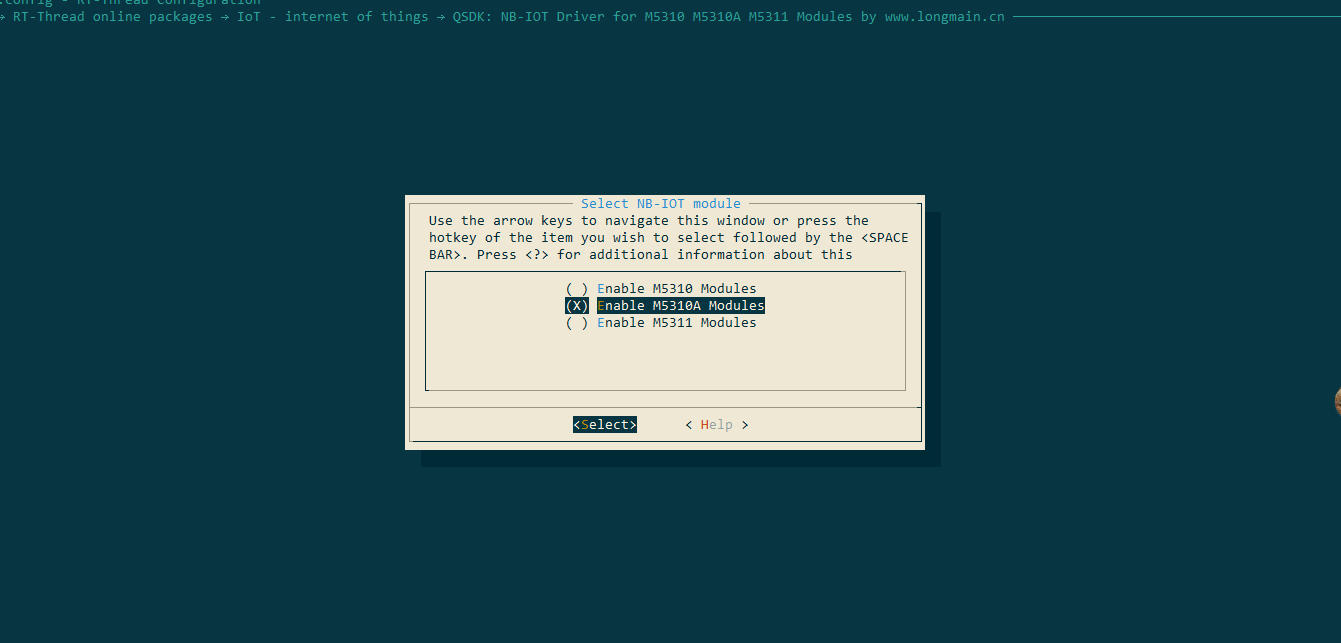 .config - RT-Thread Configuration
→ RT-Thread online packages → IoT - internet of things → QSDK: NB-IOT Driver for M5310 M5310A M5311 Modules by www.longmain.cn
Select NB-IOT module
Use the arrow keys to navigate this window or press the
hotkey of the item you wish to select followed by the <SPACE
BAR>. Press <?> for additional information about this
( ) Enable M5310 Modules
(X) Enable M5310A Modules
( ) Enable M5311 Modules
<Select> < Help >